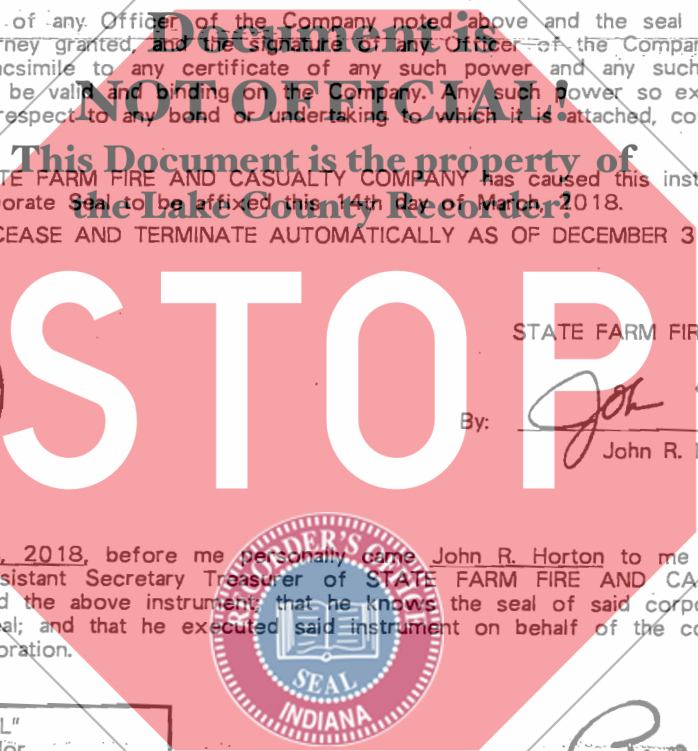 of any Officer of the Company noted above and the seal
rney granted, and the signature of any Officer of the Compan
acsimile to any certificate of any such power and any such
be valid and binding on the Company. Any such power so ex
respect to any bond or undertaking to which it is attached, co
Document is
NOT OFFICIAL!
This Document is the property of
the Lake County Recorder!
TE FARM FIRE AND CASUALTY COMPANY has caused this inst
orate Seal to be affixed this 14th day of March, 2018.
CEASE AND TERMINATE AUTOMATICALLY AS OF DECEMBER 3
STOP
STATE FARM FIR
By: Joh
John R.
, 2018, before me personally came John R. Horton to me
sistant Secretary Treasurer of STATE FARM FIRE AND CA
d the above instrument; that he knows the seal of said corpo
eal; and that he executed said instrument on behalf of the co
oration.
RECORDER'S OFFICE
SEAL
INDIANA
L"